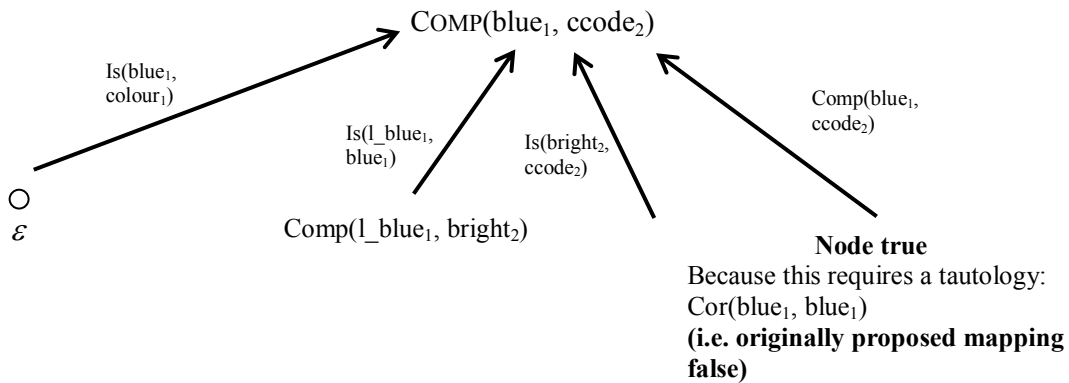 COMP(blue₁, ccode₂)
Is(blue₁,
colour₁)
Is(l_blue₁,
blue₁)
Is(bright₂,
ccode₂)
Comp(blue₁,
ccode₂)
ε
Comp(l_blue₁, bright₂)
Node true
Because this requires a tautology:
Cor(blue₁, blue₁)
(i.e. originally proposed mapping
false)